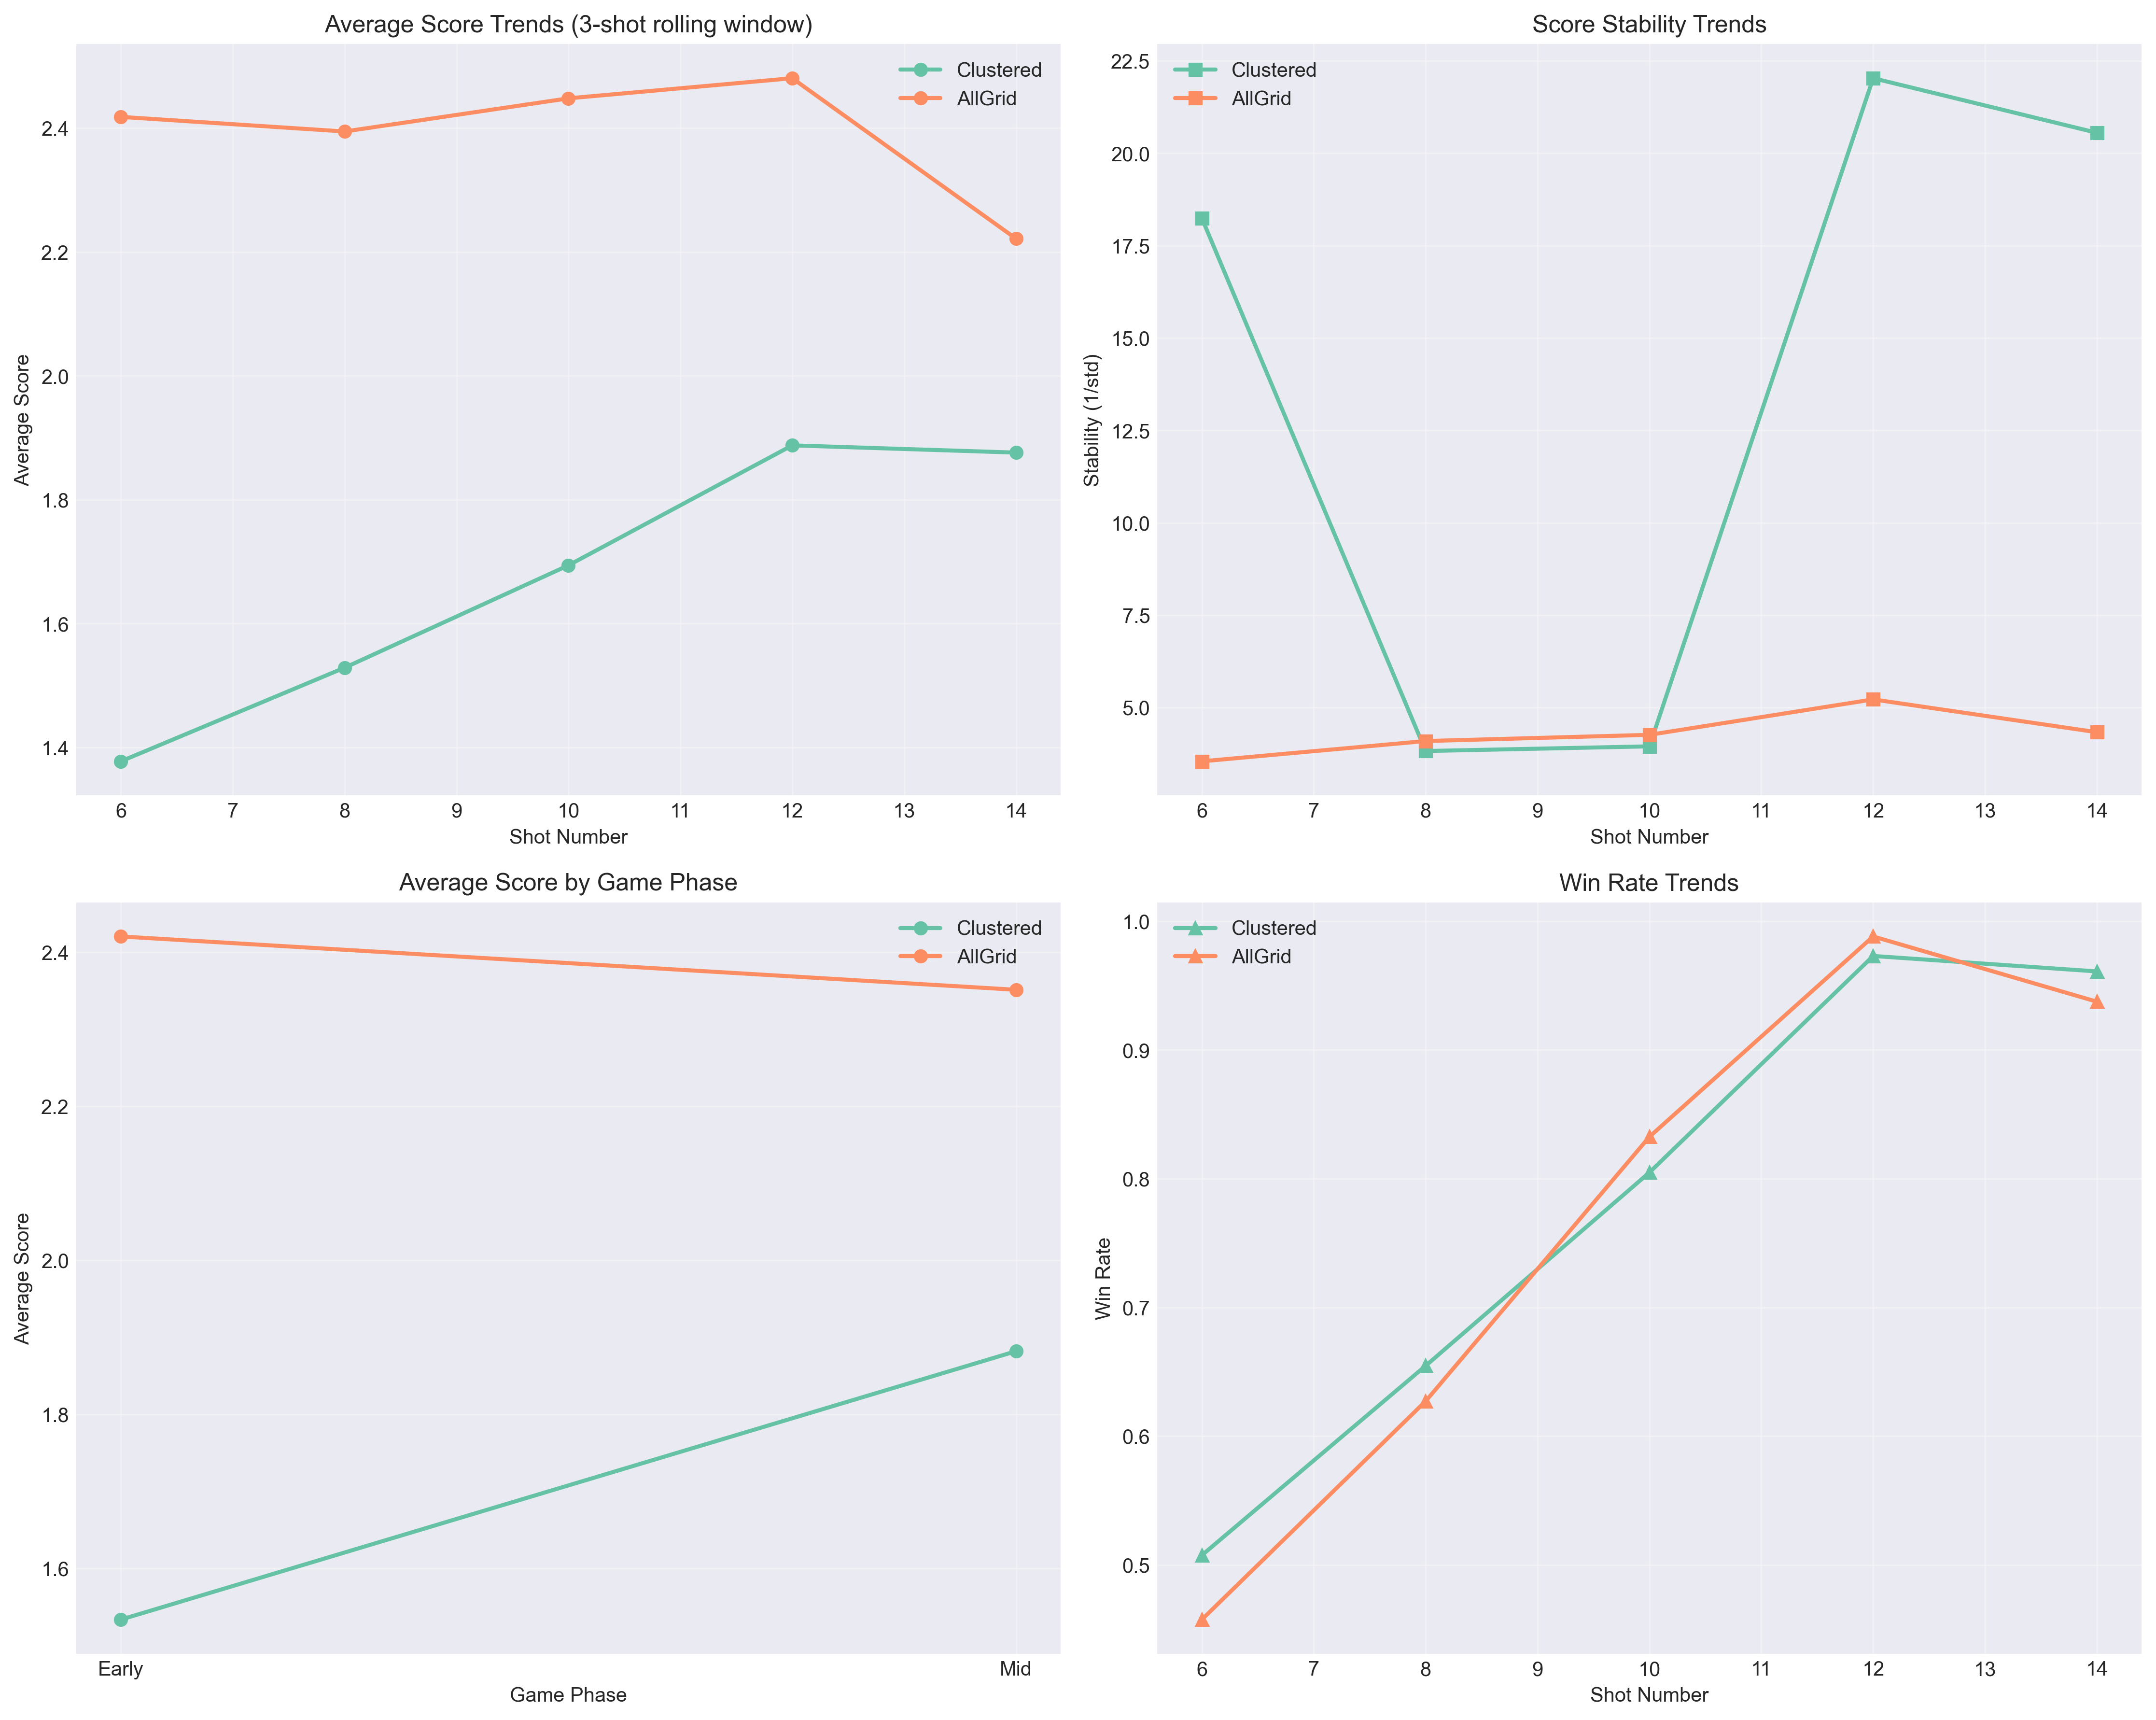 Average Score Trends (3-shot rolling window)
Clustered
AllGrid
2.4
2.2
2.0
1.8
1.6
1.4
Average Score
6 7 8 9 10 11 12 13 14
Shot Number
Score Stability Trends
Clustered
AllGrid
22.5
20.0
17.5
15.0
12.5
10.0
7.5
5.0
Stability (1/std)
6 7 8 9 10 11 12 13 14
Shot Number
Average Score by Game Phase
Clustered
AllGrid
2.4
2.2
2.0
1.8
1.6
Average Score
Early Mid
Game Phase
Win Rate Trends
Clustered
AllGrid
1.0
0.9
0.8
0.7
0.6
0.5
Win Rate
6 7 8 9 10 11 12 13 14
Shot Number